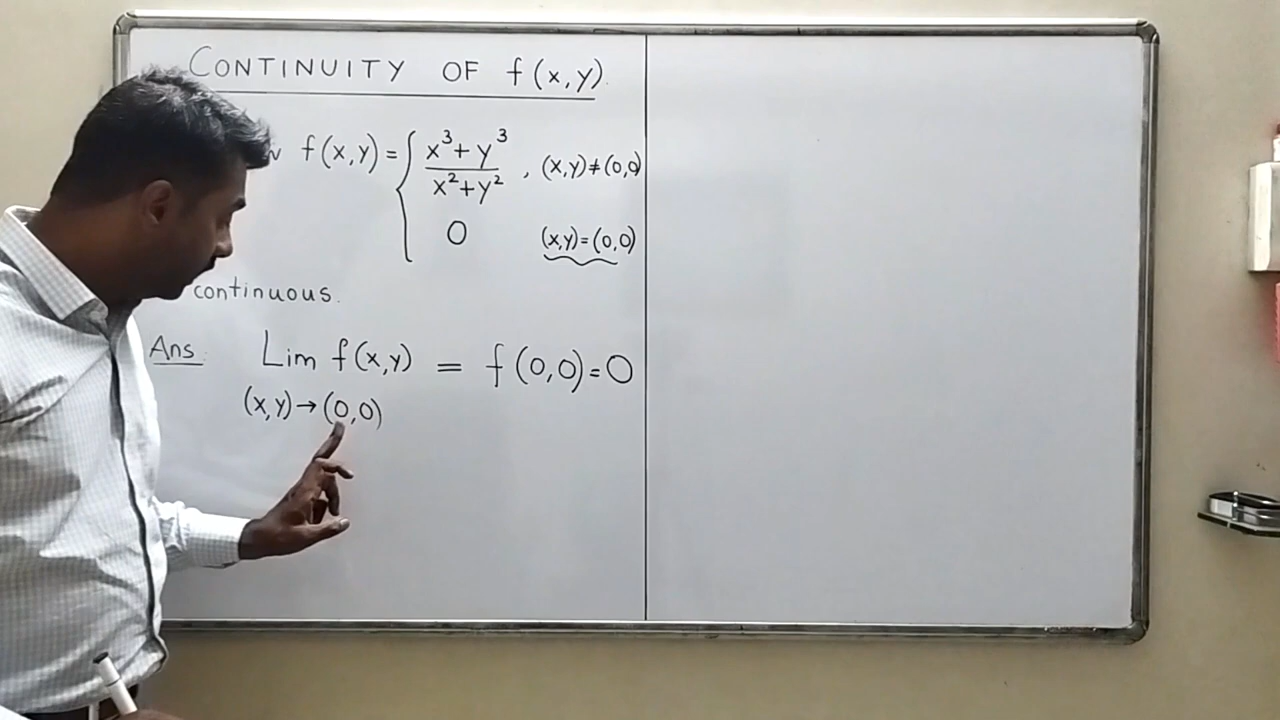 CONTINUITY OF f(x,y).
f(x,y) = { x³+y³ / x²+y² , (x,y)≠(0,0)
0 (x,y)=(0,0)
continuous.
Ans. Lim f(x,y) = f(0,0)=0
(x,y)→(0,0)